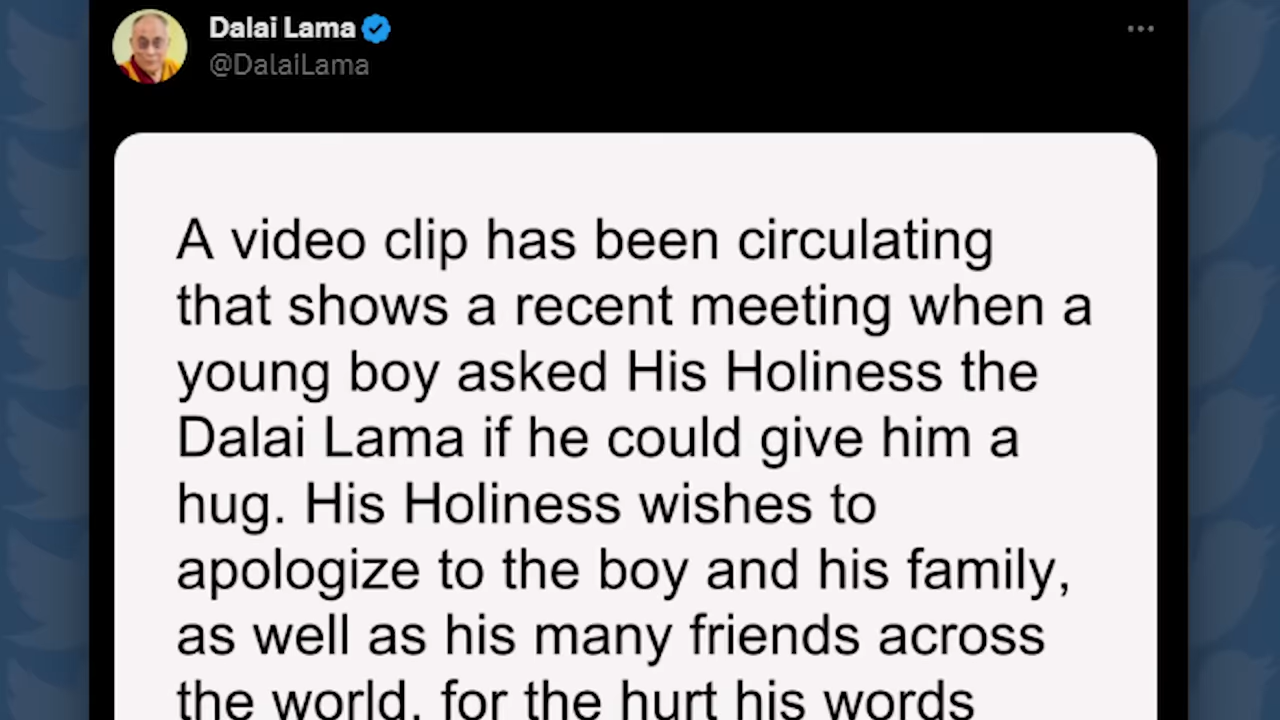 Dalai Lama
@DalaiLama
A video clip has been circulating
that shows a recent meeting when a
young boy asked His Holiness the
Dalai Lama if he could give him a
hug. His Holiness wishes to
apologize to the boy and his family,
as well as his many friends across
the world, for the hurt his words